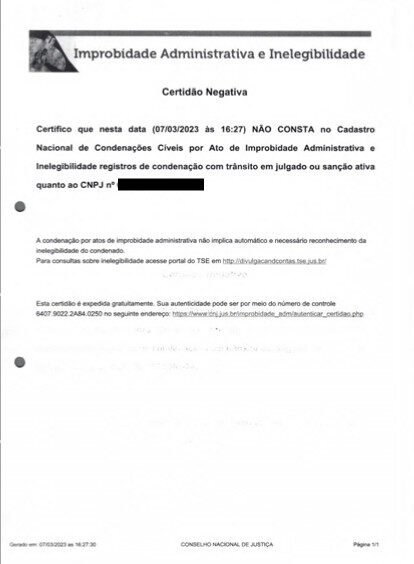 Improbidade Administrativa e Inelegibilidade
Certidão Negativa
Certifico que nesta data (07/03/2023 às 16:27) NÃO CONSTA no Cadastro
Nacional de Condenações Cíveis por Ato de Improbidade Administrativa e
Inelegibilidade registros de condenação com trânsito em julgado ou sanção ativa
quanto ao CNPJ nº
A condenação por atos de improbidade administrativa não implica automático e necessário reconhecimento da
inelegibilidade do condenado.
Para consultas sobre inelegibilidade acesse portal do TSE em http://divulgacandcontas.tse.jus.br/
Esta certidão é expedida gratuitamente. Sua autenticidade pode ser por meio do número de controle
6407.9022.2A84.0250 no seguinte endereço: https://www.cnj.jus.br/improbidade_adm/autenticar_certidao.php
Gerado em: 07/03/2023 as 16:27:30
CONSELHO NACIONAL DE JUSTIÇA
Página 1/1